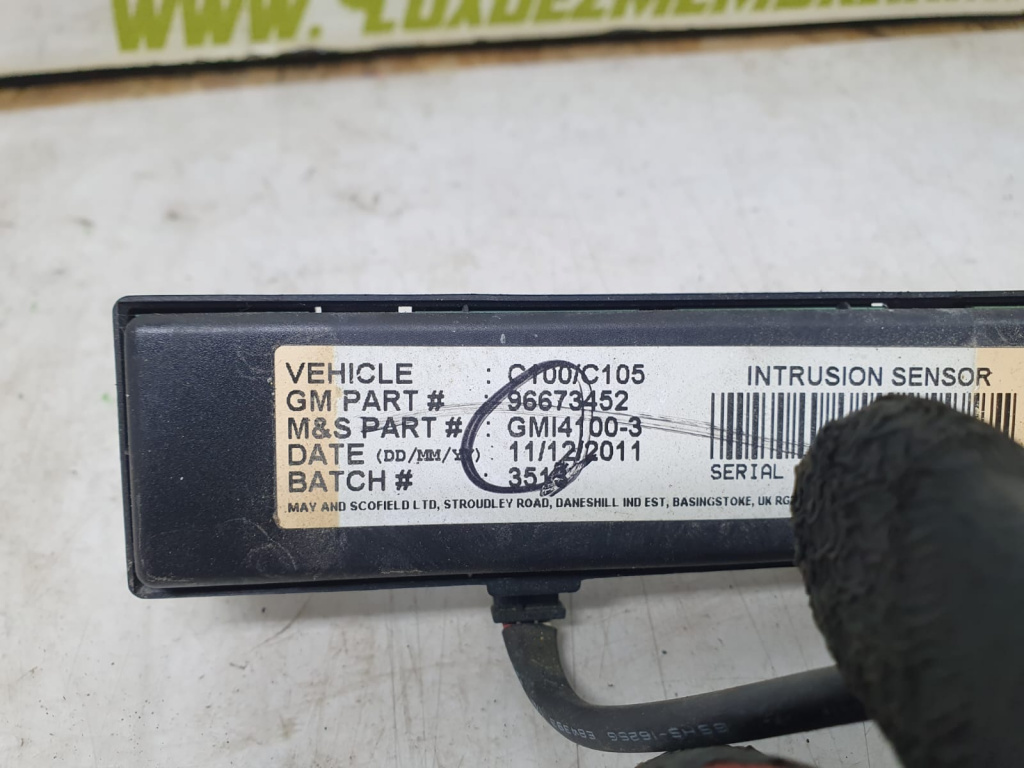 VEHICLE : C100/C105
GM PART # : 96673452
M&S PART # : GMI4100-3
DATE (DD/MM/YY) : 11/12/2011
BATCH # :
MAY AND SCOFIELD LTD, STROUDLEY ROAD, DANESHILL IND EST, BASINGSTOKE, UK
INTRUSION SENSOR
SERIAL